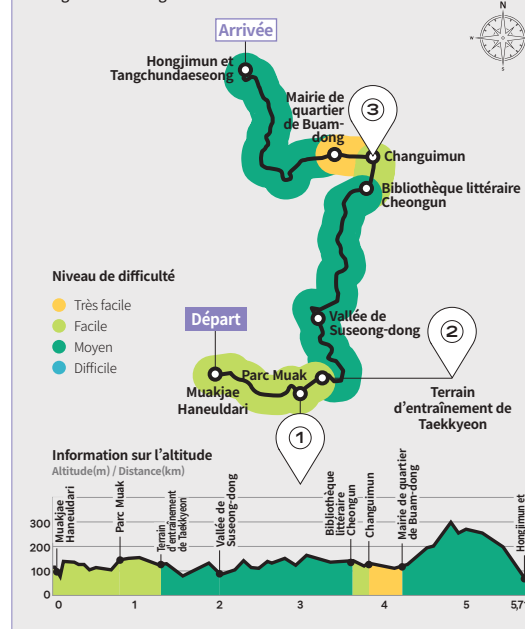 N
W
E
S
Arrivée
Hongjimun et
Tangchundaeseong
Mairie de
quartier
de Buam-
dong
3
Changuimun
Bibliothèque littéraire
Cheongun
Niveau de difficulté
Très facile
Facile
Moyen
Difficile
Vallée de
Suseong-dong
Départ
2
Parc Muak
Muakjae
Haneuldari
Terrain
d'entraînement de
Taekkyeon
1
Information sur l'altitude
Altitude(m) / Distance(km)
Muakjae
Haneuldari
Parc Muak
Terrain
d'entraînement
de Taekkyeon
Vallée de
Suseong-dong
Bibliothèque
littéraire
Cheongun
Changuimun
Mairie de quartier
de Buam-dong
Hongjimun et
300
200
100
0
0 1 2 3 4 5 5,71